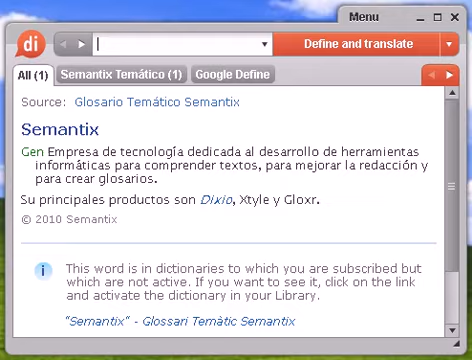 Menu
di
Define and translate
All (1) Semantix Temático (1) Google Define
Source: Glosario Temático Semantix
Semantix
Gen Empresa de tecnología dedicada al desarrollo de herramientas
informáticas para comprender textos, para mejorar la redacción y
para crear glosarios.
Su principales productos son Dixio, Xtyle y Gloxr.
© 2010 Semantix
i
This word is in dictionaries to which you are subscribed but
which are not active. If you want to see it, click on the link
and activate the dictionary in your Library.
"Semantix" - Glossari Temàtic Semantix